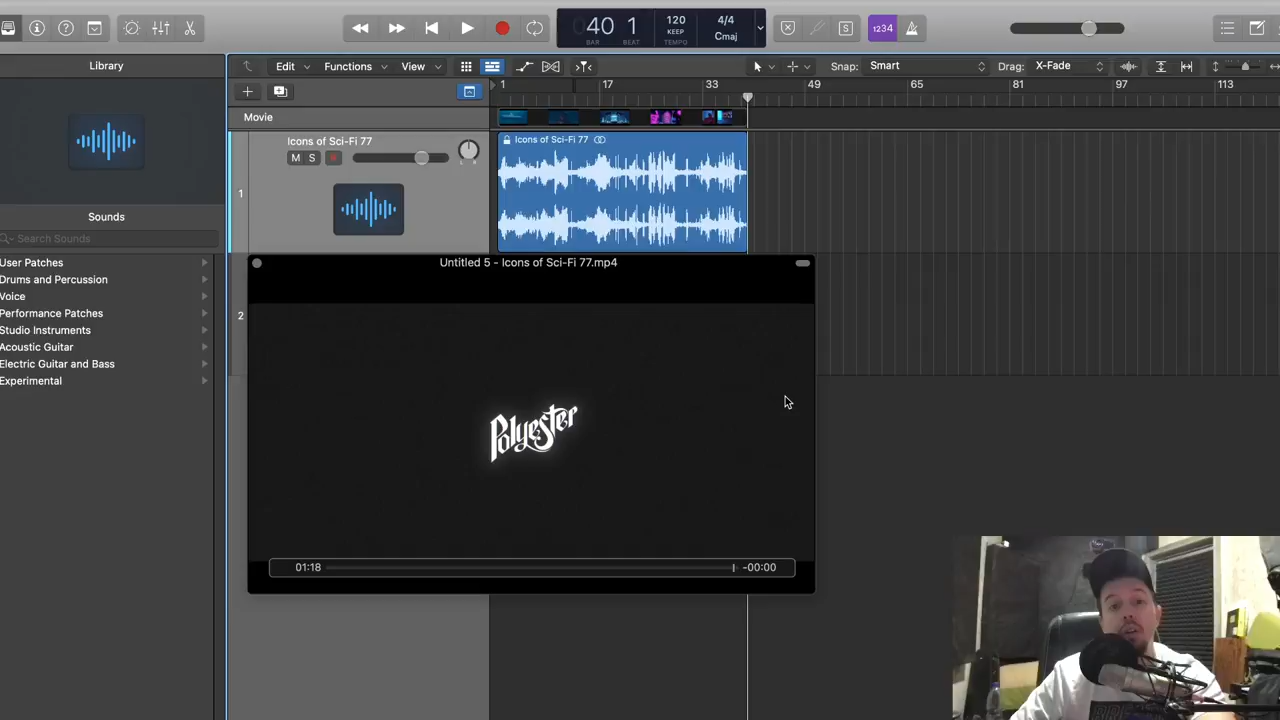 40 1
120
4/4
BAR
BEAT
KEEP
TEMPO
Cmaj
S
1234
Library
Edit
Functions
View
Snap:
Smart
Drag:
X-Fade
1
17
33
49
65
81
97
113
Movie
Icons of Sci-Fi 77
M S
1
Icons of Sci-Fi 77
Sounds
Search Sounds
User Patches
Drums and Percussion
Voice
Performance Patches
Studio Instruments
Acoustic Guitar
Electric Guitar and Bass
Experimental
2
Untitled 5 - Icons of Sci-Fi 77.mp4
Polyester
01:18
-00:00